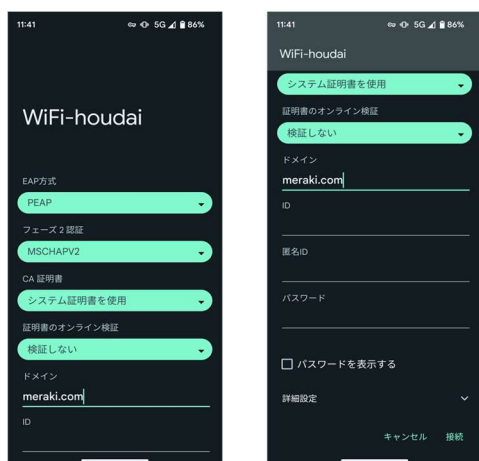 11:41
5G
86%
WiFi-houdai
EAP方式
PEAP
フェーズ 2 認証
MSCHAPV2
CA 証明書
システム証明書を使用
証明書のオンライン検証
検証しない
ドメイン
meraki.com
ID
11:41
5G
86%
WiFi-houdai
システム証明書を使用
証明書のオンライン検証
検証しない
ドメイン
meraki.com
ID
匿名ID
パスワード
パスワードを表示する
詳細設定
キャンセル
接続